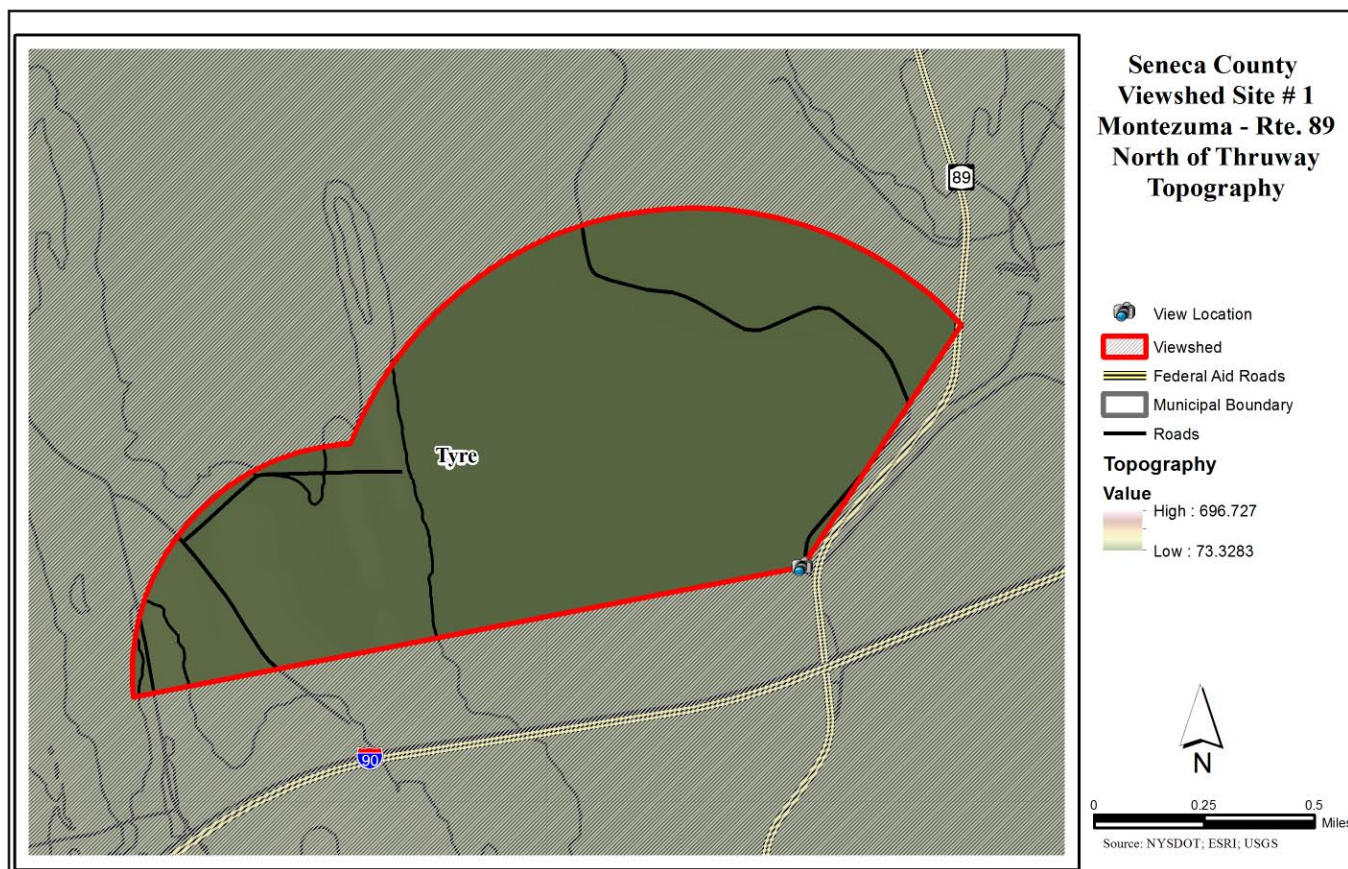 Seneca County
Viewshed Site # 1
Montezuma - Rte. 89
North of Thruway
Topography
89
Tyre
90
View Location
Viewshed
Federal Aid Roads
Municipal Boundary
Roads
Topography
Value
High : 696.727
Low : 73.3283
N
0 0.25 0.5
Miles
Source: NYSDOT; ESRI; USGS